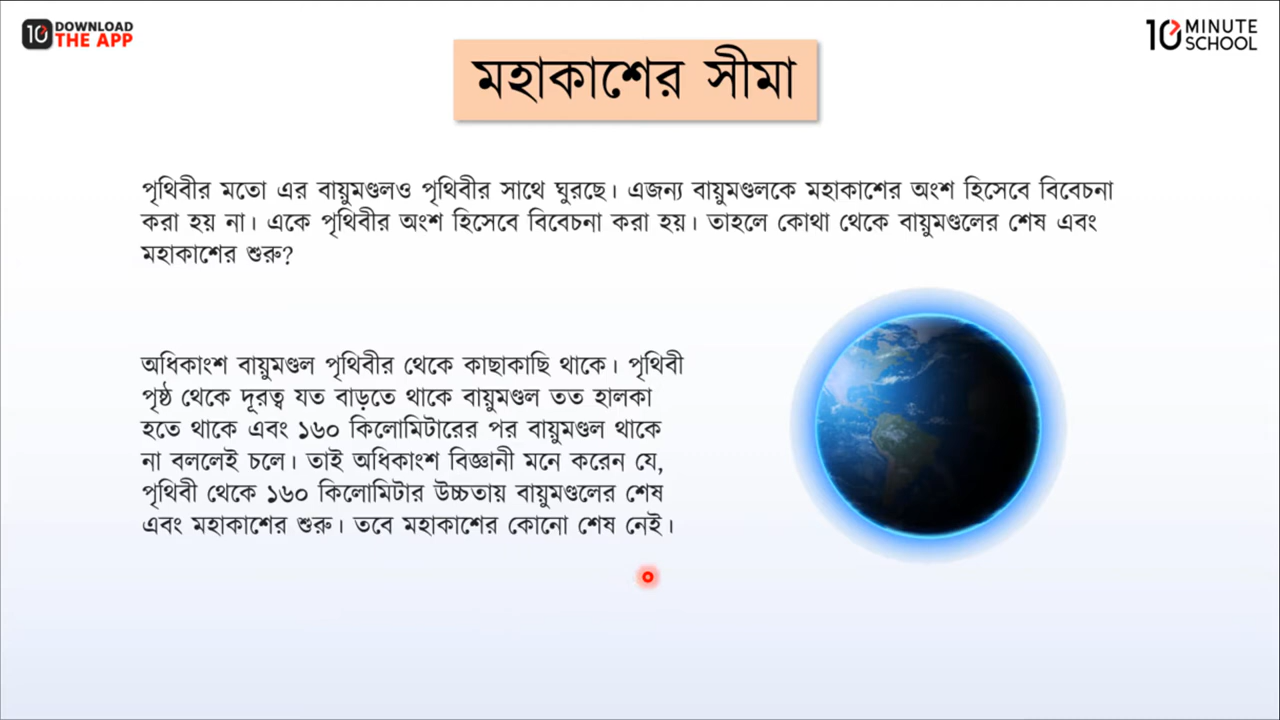 10 DOWNLOAD
THE APP
10 MINUTE
SCHOOL
মহাকাশের সীমা
পৃথিবীর মতো এর বায়ুমণ্ডলও পৃথিবীর সাথে ঘুরছে। এজন্য বায়ুমণ্ডলকে মহাকাশের অংশ হিসেবে বিবেচনা
করা হয় না। একে পৃথিবীর অংশ হিসেবে বিবেচনা করা হয়। তাহলে কোথা থেকে বায়ুমণ্ডলের শেষ এবং
মহাকাশের শুরু?
অধিকাংশ বায়ুমণ্ডল পৃথিবীর থেকে কাছাকাছি থাকে। পৃথিবী
পৃষ্ঠ থেকে দূরত্ব যত বাড়তে থাকে বায়ুমণ্ডল তত হালকা
হতে থাকে এবং ১৬০ কিলোমিটারের পর বায়ুমণ্ডল থাকে
না বললেই চলে। তাই অধিকাংশ বিজ্ঞানী মনে করেন যে,
পৃথিবী থেকে ১৬০ কিলোমিটার উচ্চতায় বায়ুমণ্ডলের শেষ
এবং মহাকাশের শুরু। তবে মহাকাশের কোনো শেষ নেই।